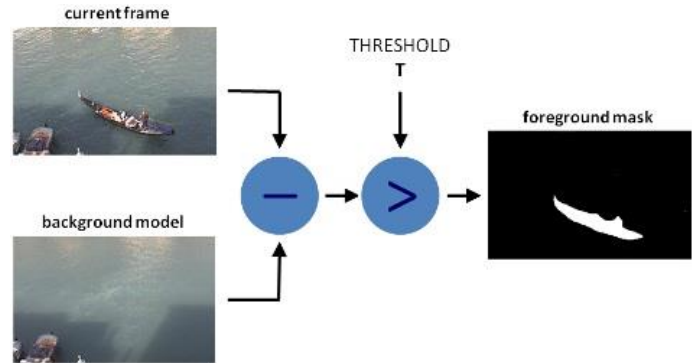 current frame
THRESHOLD
T
foreground mask
−
>
background model